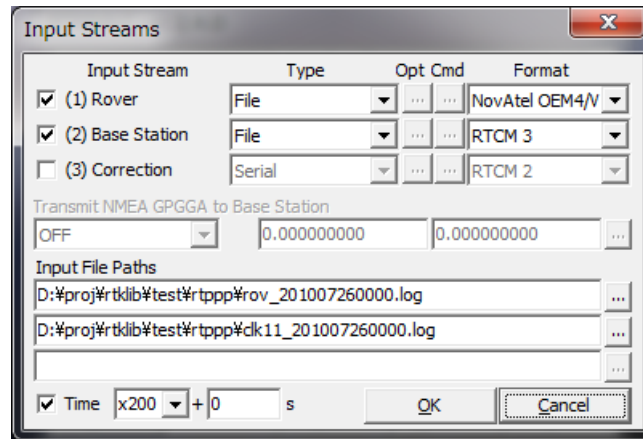 Input Streams
Input Stream Type Opt Cmd Format
(1) Rover File ... ... NovAtel OEM4/V
(2) Base Station File ... ... RTCM 3
(3) Correction Serial ... ... RTCM 2
Transmit NMEA GPGGA to Base Station
OFF 0.000000000 0.000000000 ...
Input File Paths
D:¥proj¥rtklib¥test¥rtppp¥rov_201007260000.log ...
D:¥proj¥rtklib¥test¥rtppp¥clk11_201007260000.log ...
...
Time x200 + 0 s OK Cancel